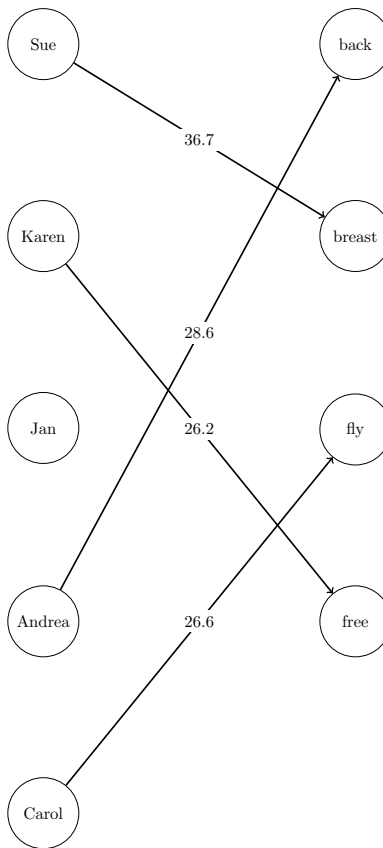 Sue
back
36.7
Karen
breast
28.6
Jan
26.2
fly
Andrea
26.6
free
Carol